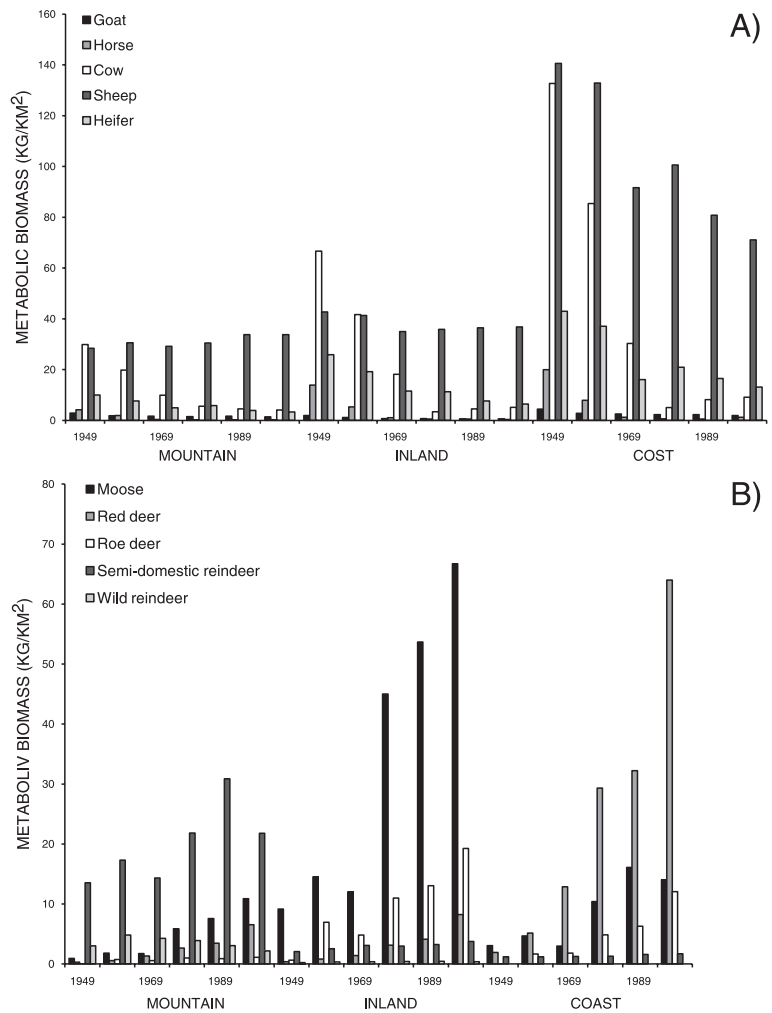 A)
Goat
Horse
Cow
Sheep
Heifer
METABOLIC BIOMASS (KG/KM²)
160
140
120
100
80
60
40
20
0
1949 1969 1989 1949 1969 1989 1949 1969 1989
MOUNTAIN INLAND COST
B)
Moose
Red deer
Roe deer
Semi-domestic reindeer
Wild reindeer
METABOLIV BIOMASS (KG/KM²)
80
70
60
50
40
30
20
10
0
1949 1969 1989 1949 1969 1989 1949 1969 1989
MOUNTAIN INLAND COAST